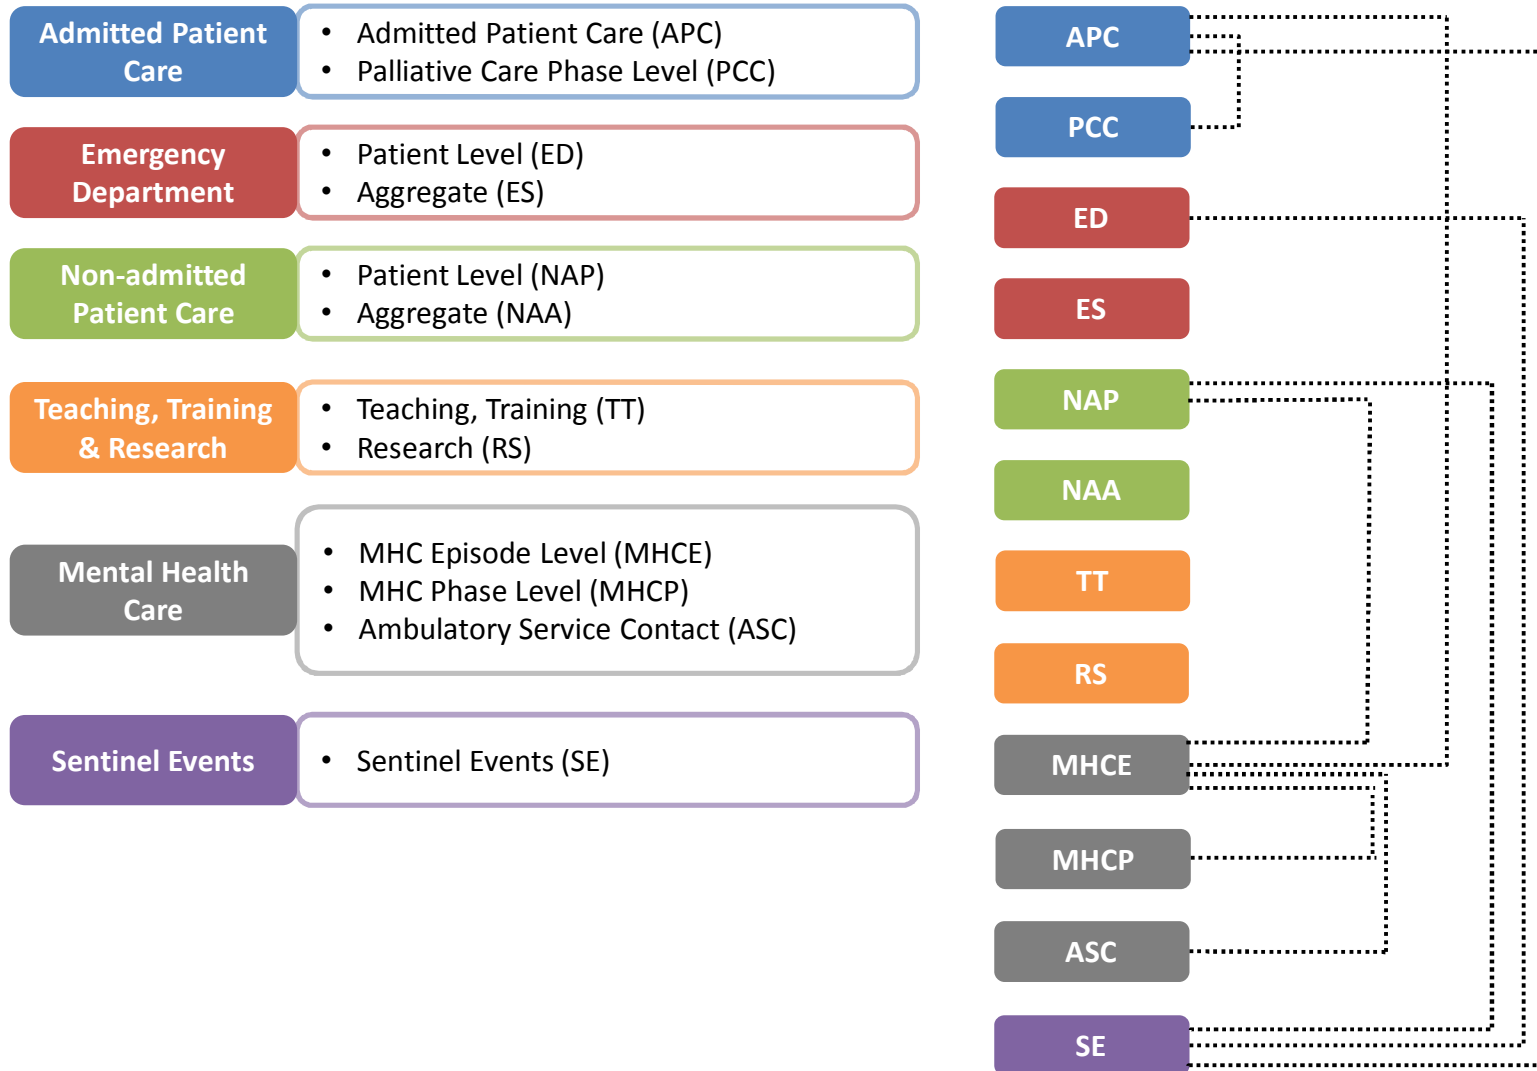 Admitted Patient
Care
• Admitted Patient Care (APC)
• Palliative Care Phase Level (PCC)
Emergency
Department
• Patient Level (ED)
• Aggregate (ES)
Non-admitted
Patient Care
• Patient Level (NAP)
• Aggregate (NAA)
Teaching, Training
& Research
• Teaching, Training (TT)
• Research (RS)
Mental Health
Care
• MHC Episode Level (MHCE)
• MHC Phase Level (MHCP)
• Ambulatory Service Contact (ASC)
Sentinel Events
• Sentinel Events (SE)
APC
PCC
ED
ES
NAP
NAA
TT
RS
MHCE
MHCP
ASC
SE